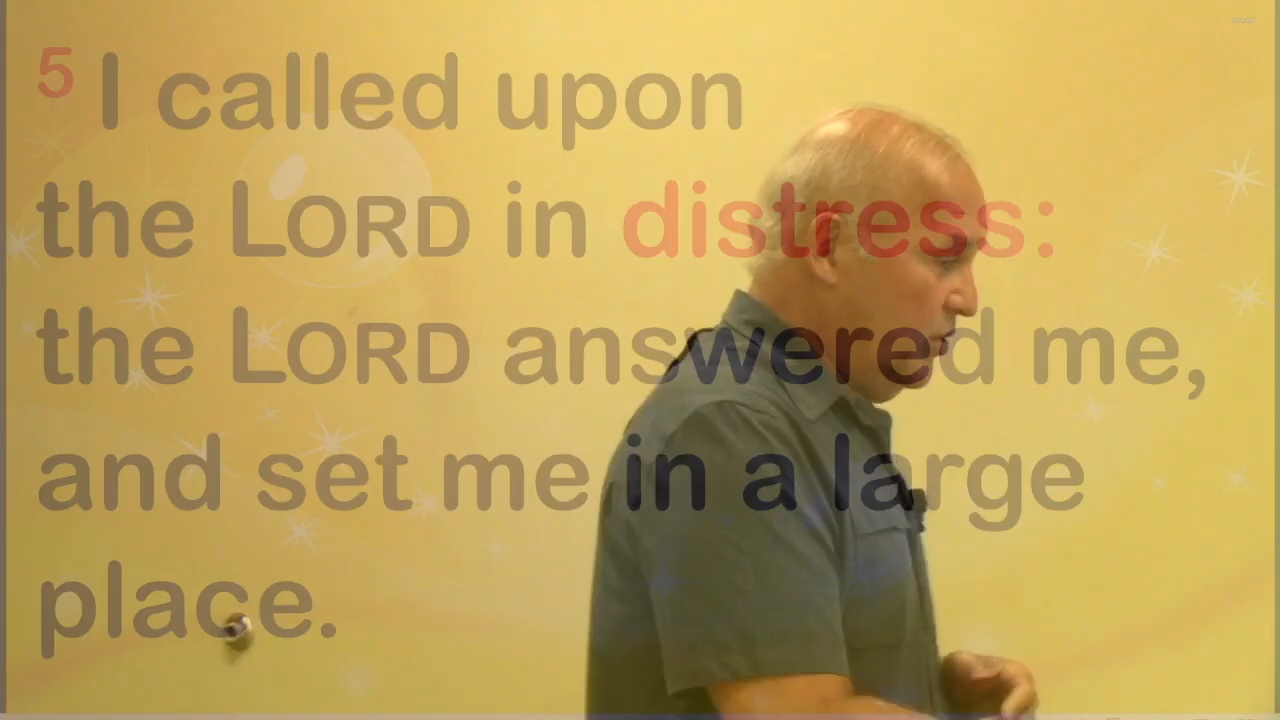 5 I called upon
the LORD in distress:
the LORD answered me,
and set me in a large
place.